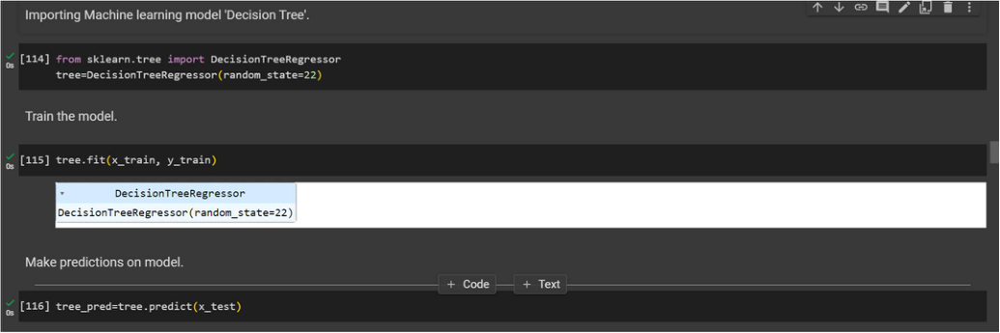 Importing Machine learning model 'Decision Tree'.
[114] from sklearn.tree import DecisionTreeRegressor
0s
tree=DecisionTreeRegressor(random_state=22)
Train the model.
[115] tree.fit(x_train, y_train)
0s
DecisionTreeRegressor
DecisionTreeRegressor(random_state=22)
Make predictions on model.
+ Code + Text
[116] tree_pred=tree.predict(x_test)
0s